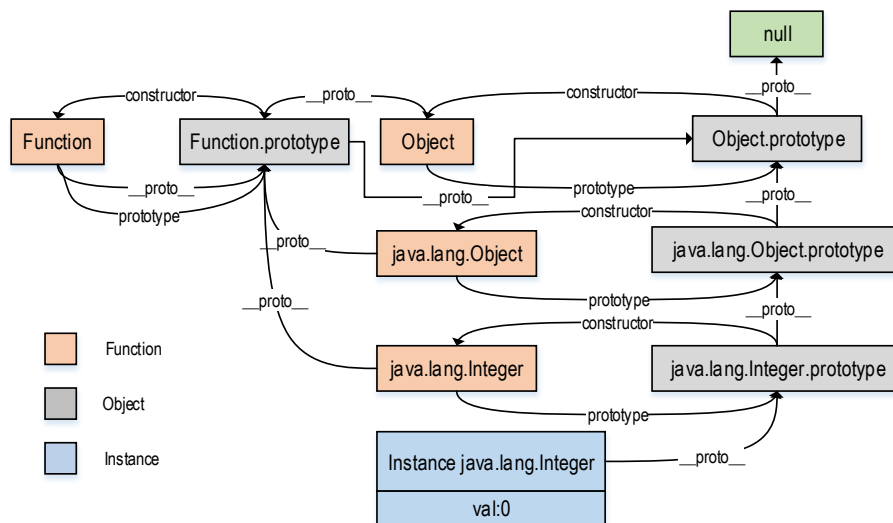 null
constructor
__proto__
constructor
__proto__
Function
Function.prototype
Object
Object.prototype
__proto__
prototype
__proto__
prototype
__proto__
constructor
__proto__
java.lang.Object
java.lang.Object.prototype
prototype
__proto__
__proto__
constructor
java.lang.Integer
java.lang.Integer.prototype
prototype
Function
Object
Instance
Instance java.lang.Integer
__proto__
val:0